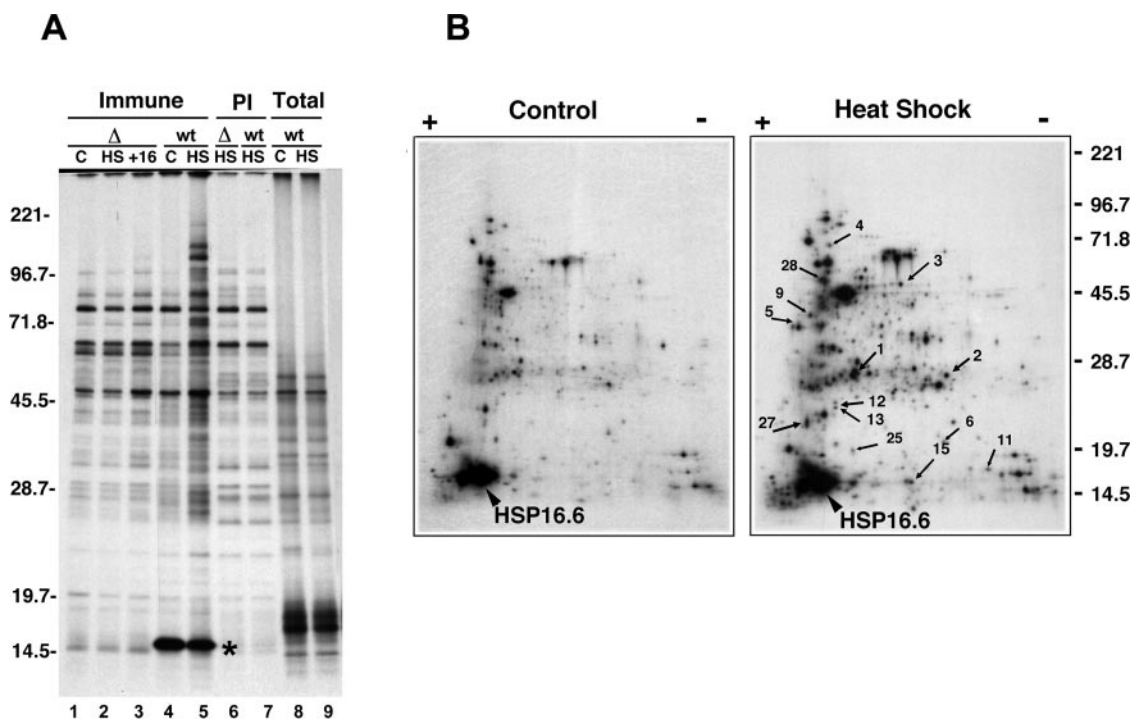 A
B
Immune PI Total
Δ wt Δ wt wt
C HS +16 C HS HS HS C HS
221-
96.7-
71.8-
45.5-
28.7-
19.7-
14.5-
*
1 2 3 4 5 6 7 8 9
+ Control -
HSP16.6
+ Heat Shock -
4
3
28
9
5
1
2
12
13
27
6
25
15
11
HSP16.6
- 221
- 96.7
- 71.8
- 45.5
- 28.7
- 19.7
- 14.5